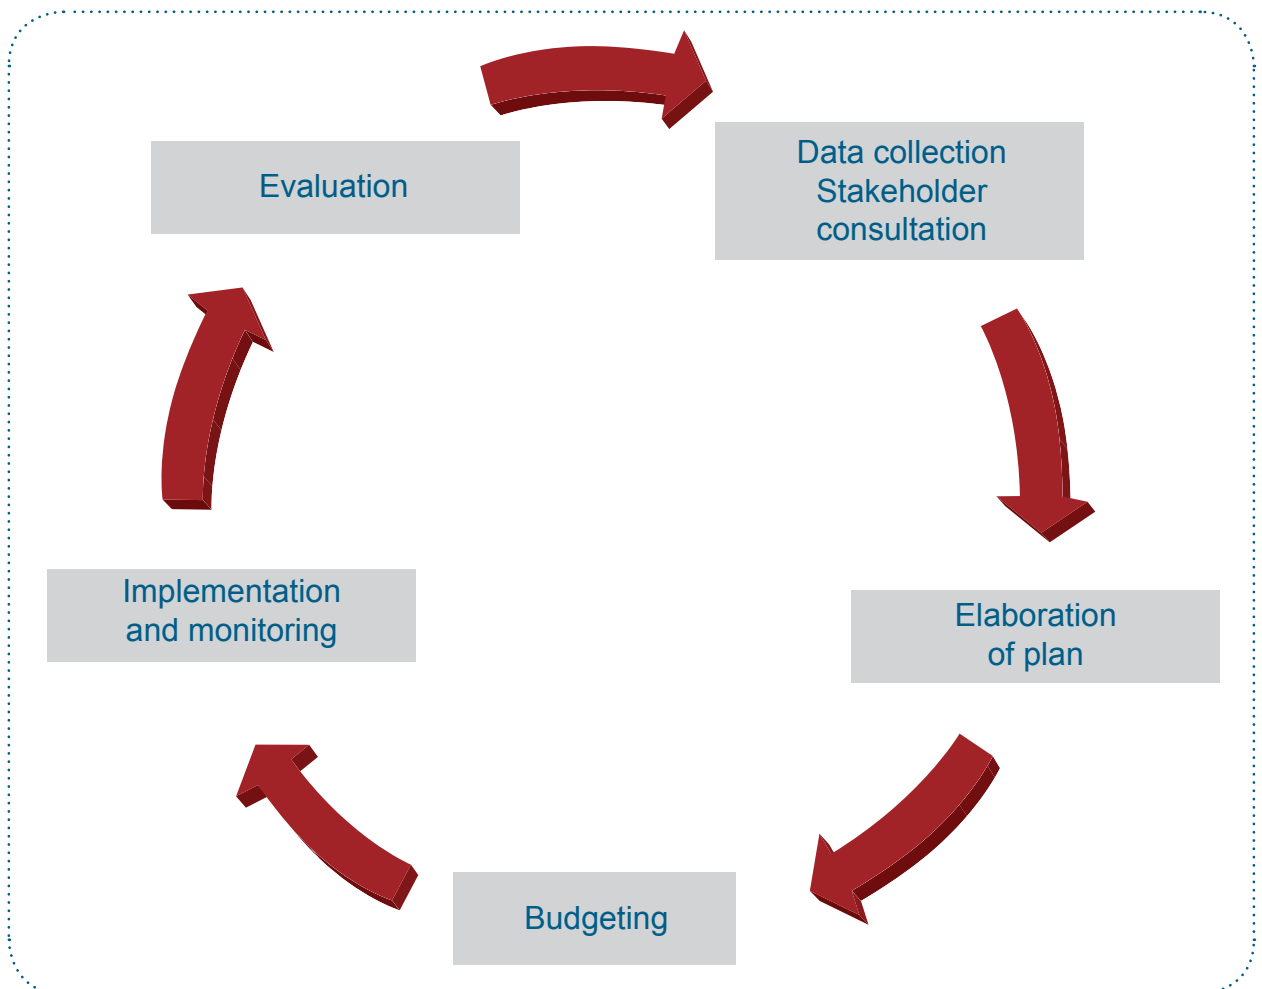 Evaluation
Data collection
Stakeholder
consultation
Implementation
and monitoring
Elaboration
of plan
Budgeting